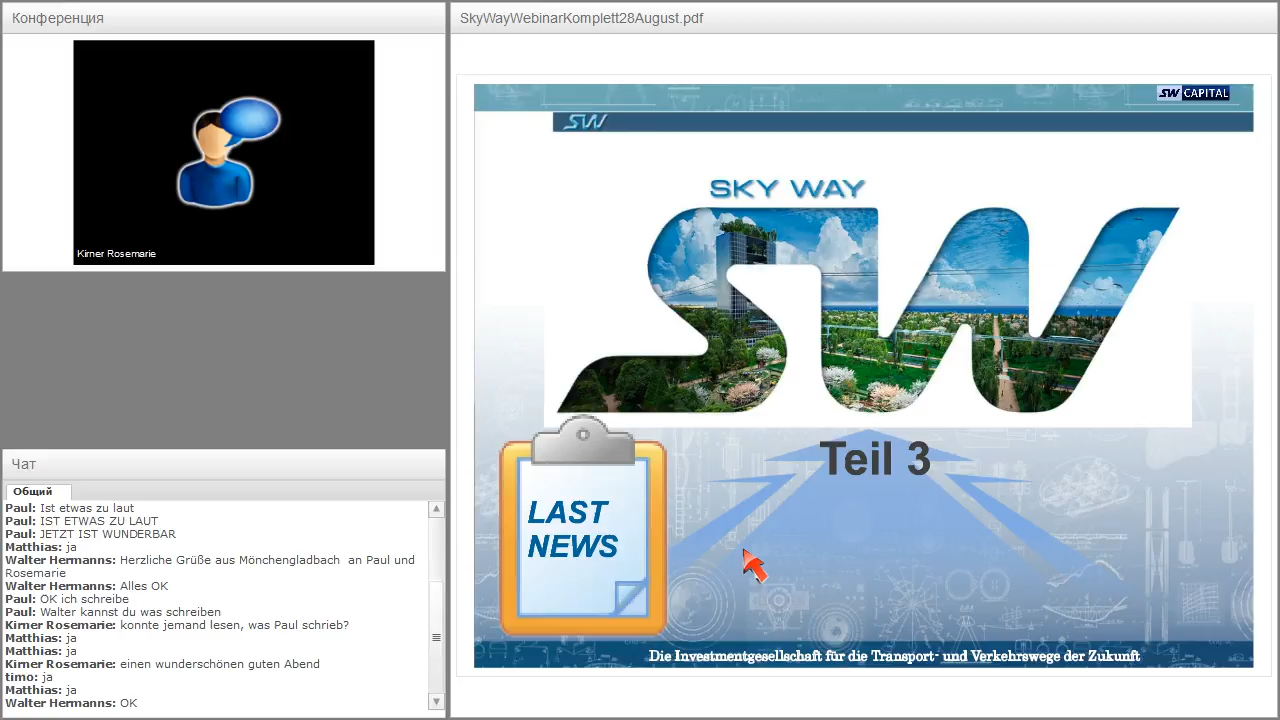 Конференция
Kirner Rosemarie
Чат
Общий
Paul: Ist etwas zu laut
Paul: IST ETWAS ZU LAUT
Paul: JETZT IST WUNDERBAR
Matthias: ja
Walter Hermanns: Herzliche Grüße aus Mönchengladbach an Paul und
Rosemarie
Walter Hermanns: Alles OK
Paul: OK ich schreibe
Paul: Walter kannst du was schreiben
Kirner Rosemarie: konnte jemand lesen, was Paul schrieb?
Matthias: ja
Matthias: ja
Kirner Rosemarie: einen wunderschönen guten Abend
timo: ja
Matthias: ja
Walter Hermanns: OK
SkyWayWebinarKomplett28August.pdf
SW CAPITAL
SW
SKY WAY
SW
Teil 3
LAST
NEWS
Die Investmentgesellschaft für die Transport- und Verkehrswege der Zukunft